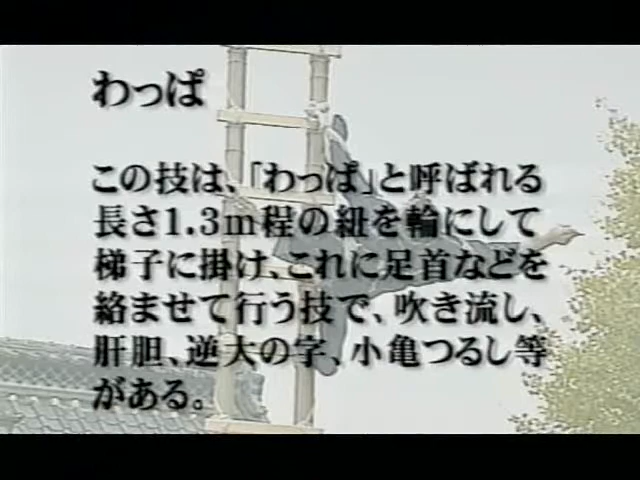 わっぱ
この技は、「わっぱ」と呼ばれる
長さ1.3m程の紐を輪にして
梯子に掛け、これに足首などを
絡ませて行う技で、吹き流し、
肝胆、逆大の字、小亀つるし等
がある。